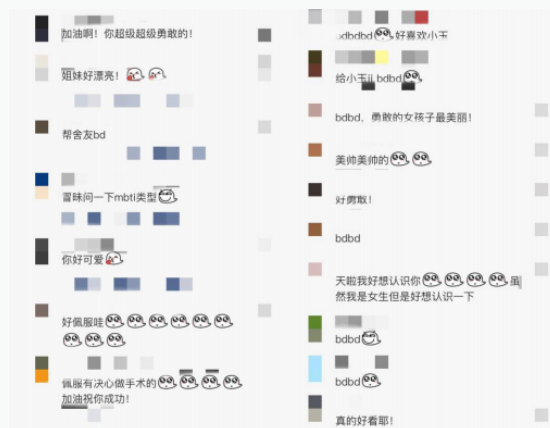 加油啊！你超级超级勇敢的！
姐妹好漂亮！
帮舍友bd
冒昧问一下mbti类型
你好可爱
好佩服哇
佩服有决心做手术的
加油祝你成功！
bdbd 好喜欢小玉
给小玉jj bdbd
bdbd，勇敢的女孩子最美丽！
美帅美帅的
好勇敢！
bdbd
天啦我好想认识你 虽
然我是女生但是好想认识一下
bdbd
bdbd
真的好看耶！